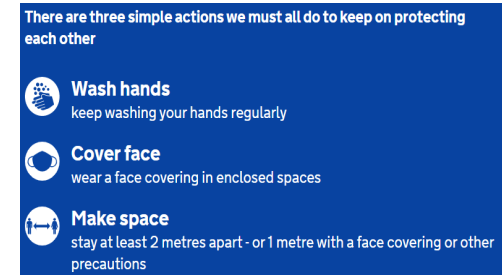 There are three simple actions we must all do to keep on protecting
each other
Wash hands
keep washing your hands regularly
Cover face
wear a face covering in enclosed spaces
Make space
stay at least 2 metres apart - or 1 metre with a face covering or other
precautions